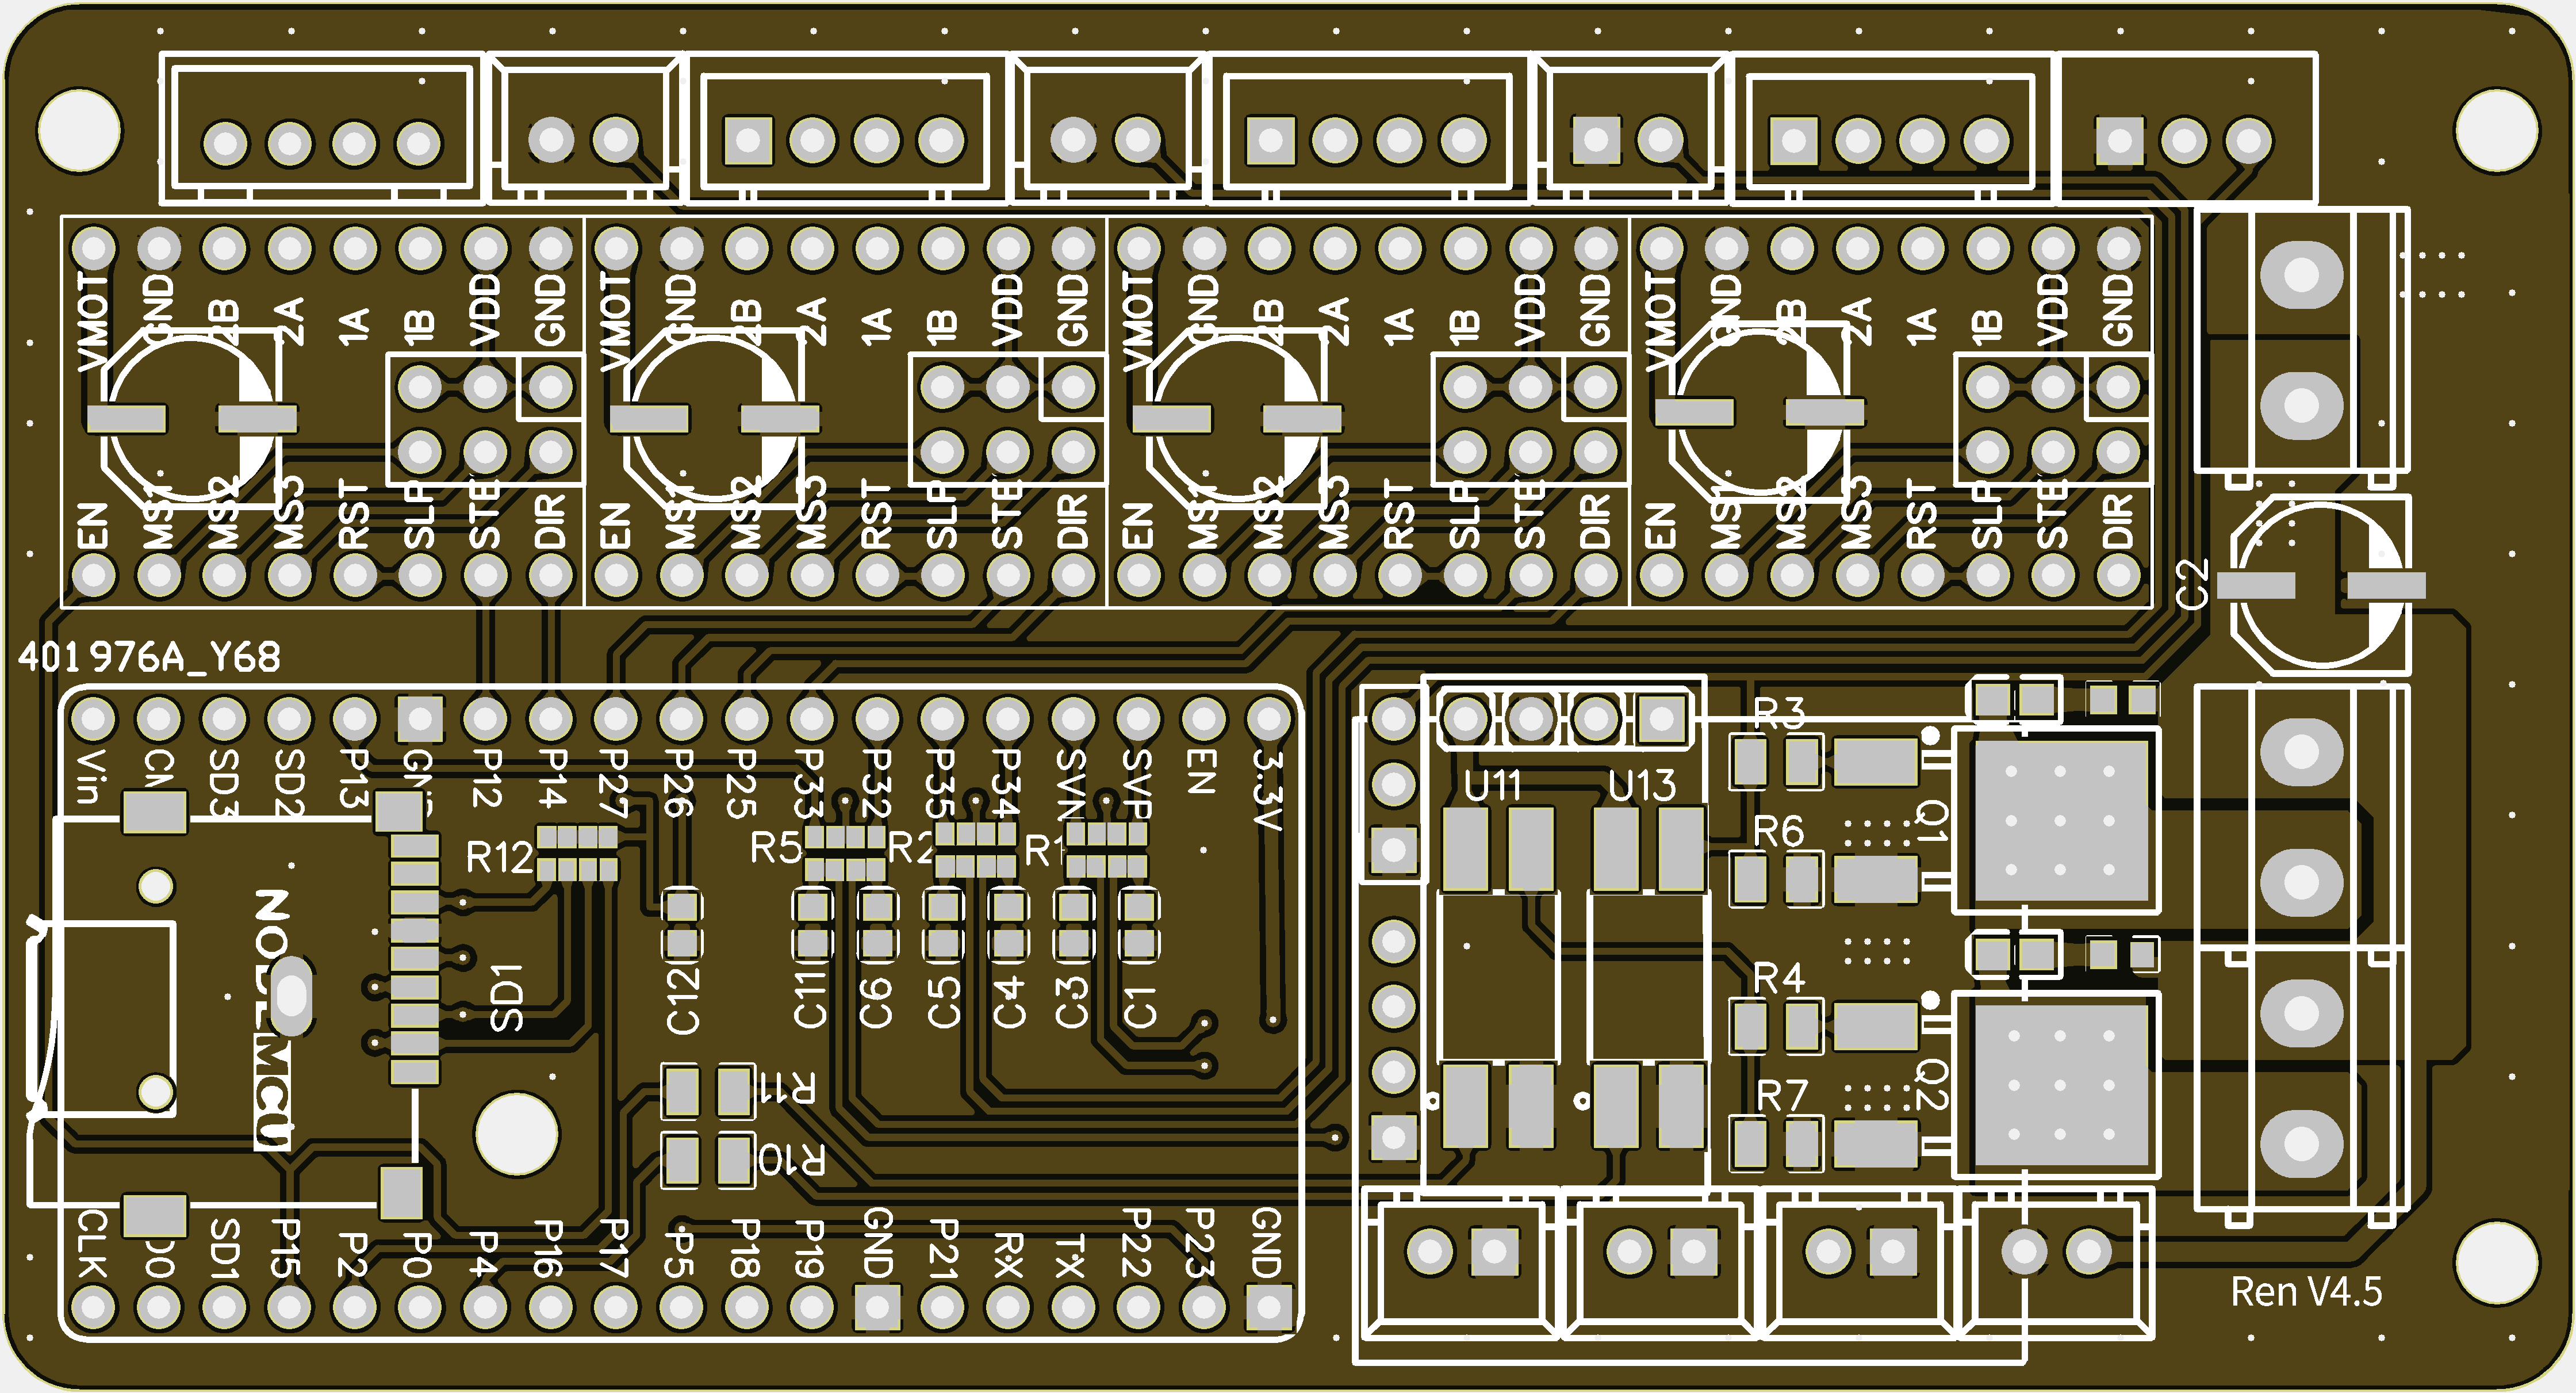 VMOT GND 2B 2A 1A 1B VDD GND VMOT GND 2B 2A 1A 1B VDD GND VMOT GND 2B 2A 1A 1B VDD GND VMOT GND 2B 2A 1A 1B VDD GND
EN MS1 MS2 MS3 RST SLP STE DIR EN MS1 MS2 MS3 RST SLP STE DIR EN MS1 MS2 MS3 RST SLP STE DIR EN MS1 MS2 MS3 RST SLP STE DIR
C2
401976A_Y68
Vin SD3 SD2 P13 P12 P14 P27 P26 P25 P33 P32 P35 P34 SVN SVP EN 3.3V
R3
U11 U13
Q1
R6
R12 R5 R2
NODEMCU
SD1
C12 C11 C6 C5 C4 C3 C1
R4
R11
Q2
R7
R10
CLK SD1 P15 P2 P0 P4 P16 P17 P5 P18 P19 GND P21 RX TX P22 P23 GND
Ren V4.5